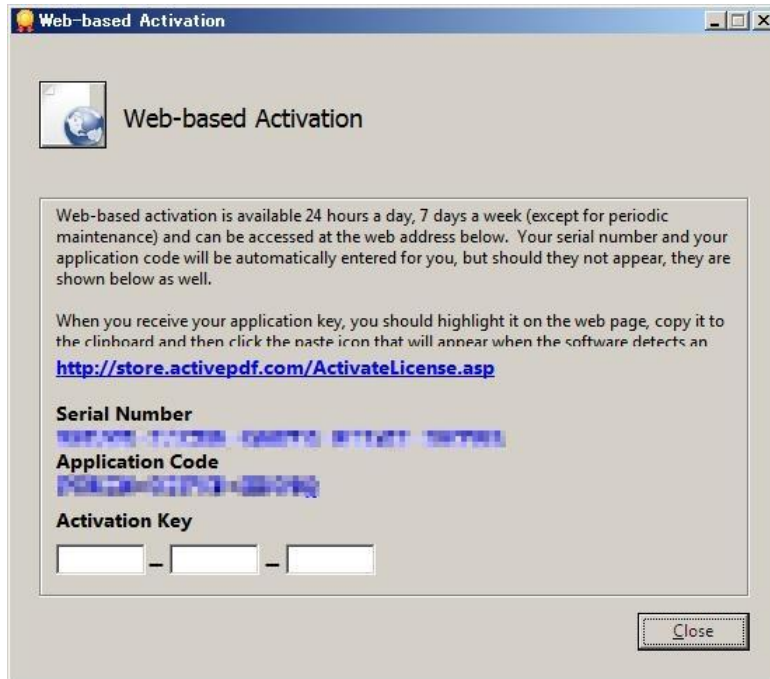 Web-based Activation
Web-based Activation
Web-based activation is available 24 hours a day, 7 days a week (except for periodic
maintenance) and can be accessed at the web address below.  Your serial number and your
application code will be automatically entered for you, but should they not appear, they are
shown below as well.
When you receive your application key, you should highlight it on the web page, copy it to
the clipboard and then click the paste icon that will appear when the software detects an
http://store.activepdf.com/ActivateLicense.asp
Serial Number
Application Code
Activation Key
– –
Close